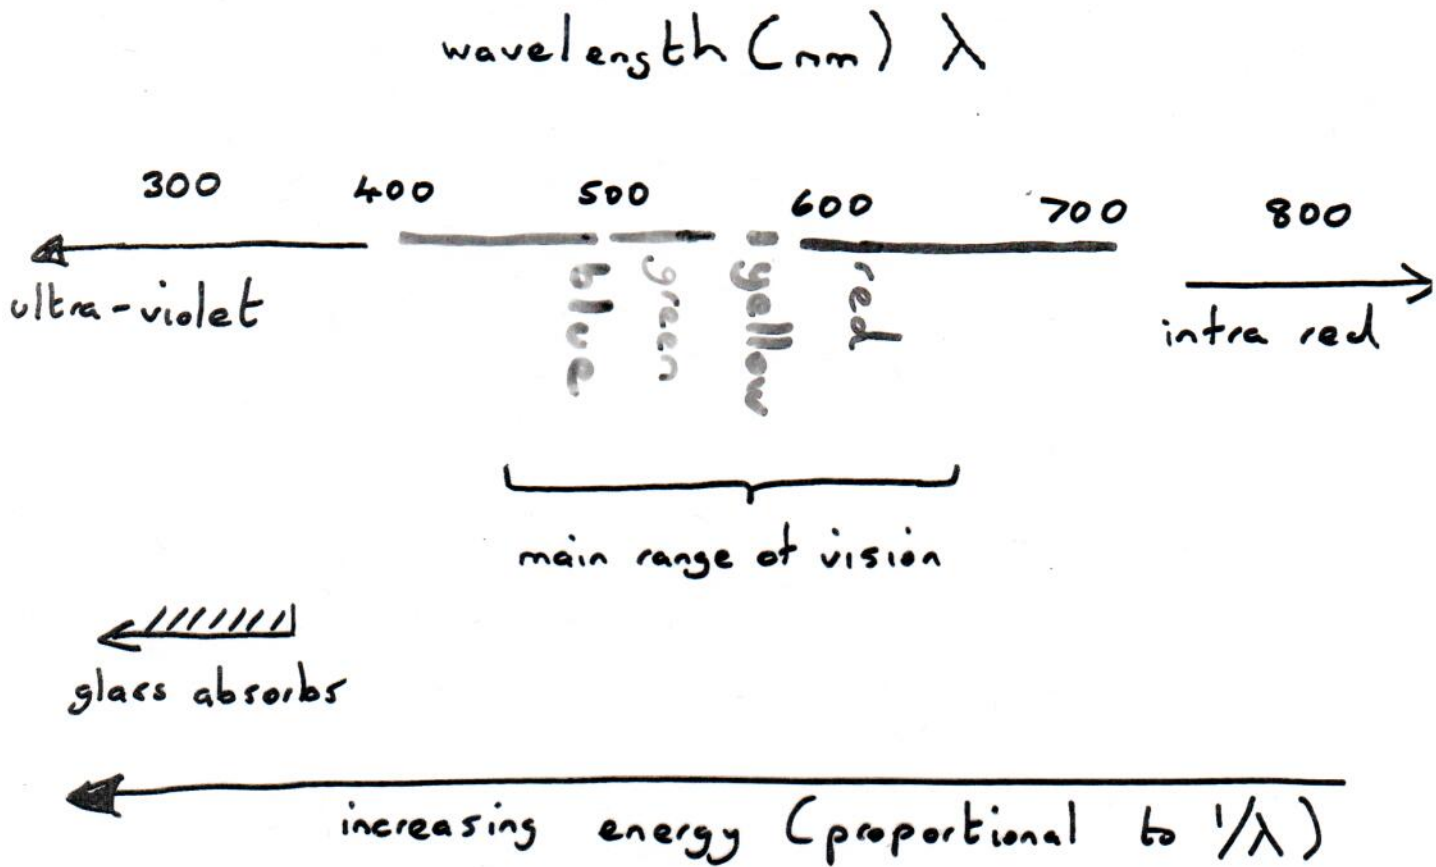 wavelength (nm) λ
300 400 500 600 700 800
ultra-violet
blue
green
yellow
red
infra red
main range of vision
glass absorbs
increasing energy (proportional to 1/λ)